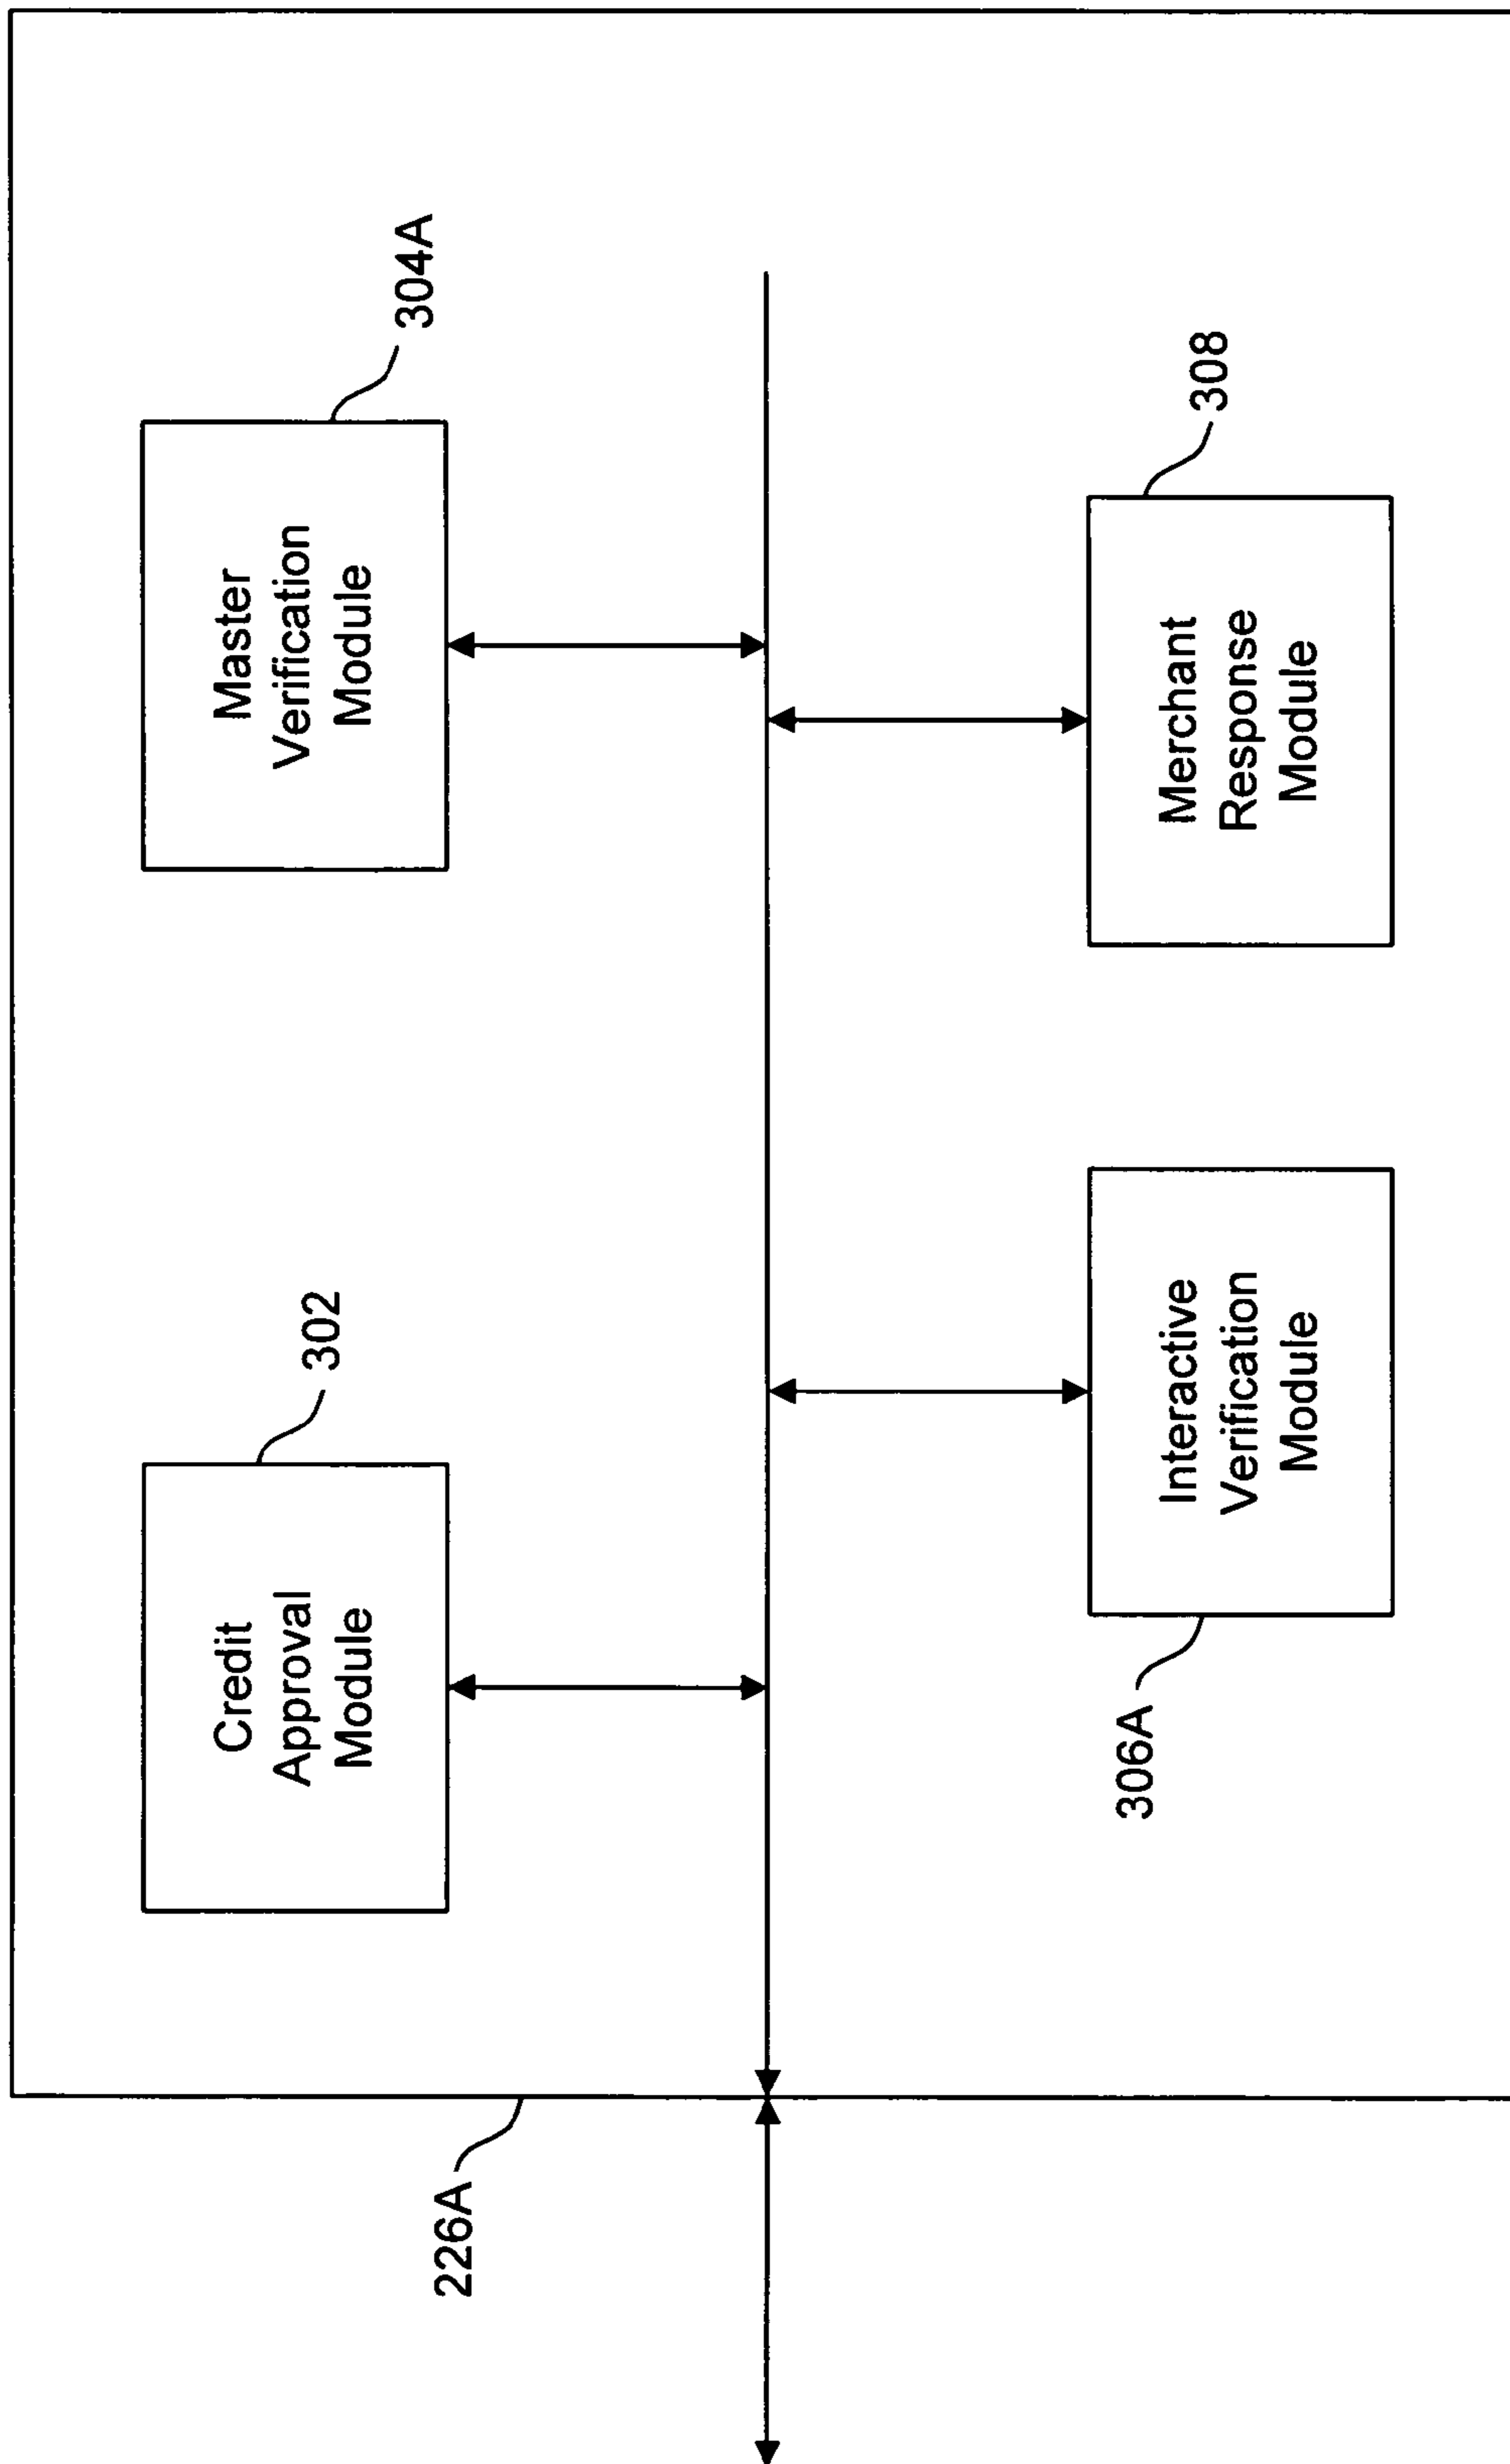 Credit
Approval
Module
302
Master
Verification
Module
304A
226A
306A
Interactive
Verification
Module
Merchant
Response
Module
308